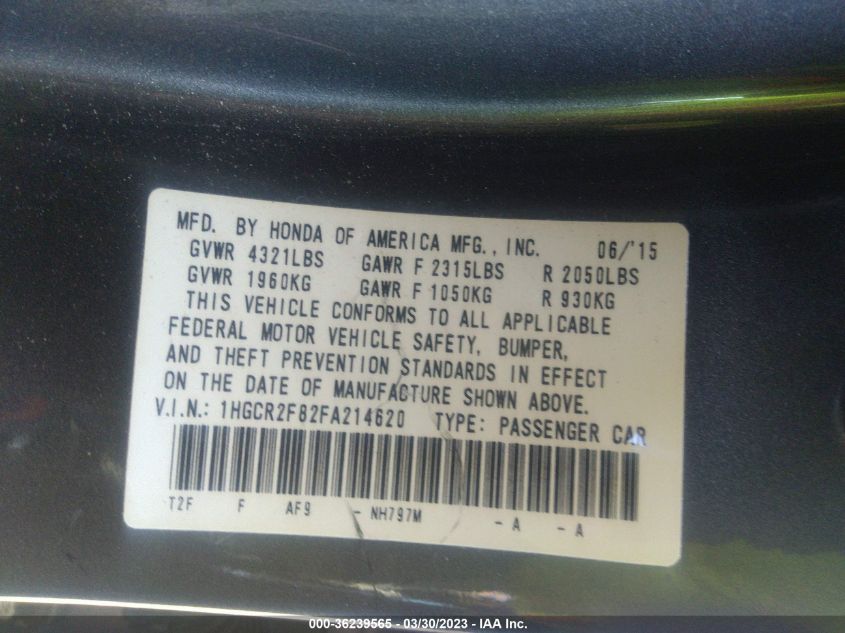 MFD. BY HONDA OF AMERICA MFG., INC. 06/'15
GVWR 4321LBS GAWR F 2315LBS R 2050LBS
GVWR 1960KG GAWR F 1050KG R 930KG
THIS VEHICLE CONFORMS TO ALL APPLICABLE
FEDERAL MOTOR VEHICLE SAFETY, BUMPER,
AND THEFT PREVENTION STANDARDS IN EFFECT
ON THE DATE OF MANUFACTURE SHOWN ABOVE.
V.I.N.: 1HGCR2F82FA214620 TYPE: PASSENGER CAR
T2F F AF9 - NH797M - A - A
000-36239565 - 03/30/2023 - IAA Inc.